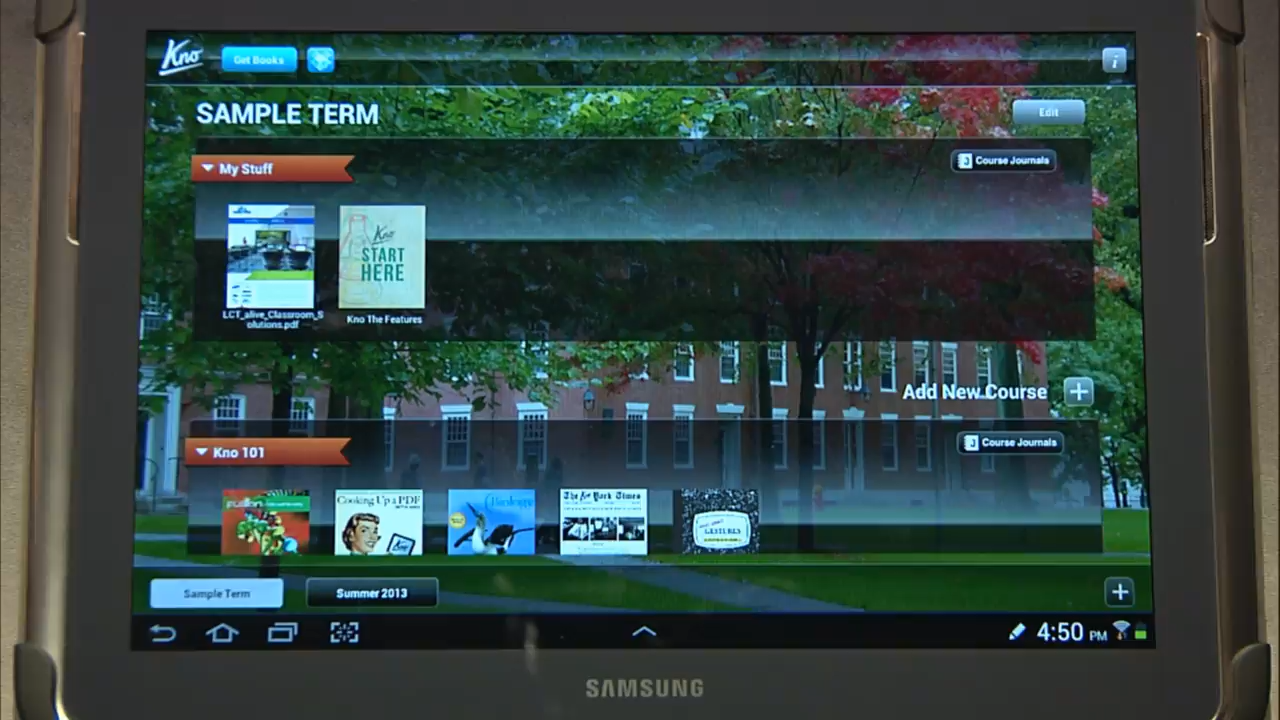 Kno
Get Books
i
SAMPLE TERM
Edit
My Stuff
Course Journals
Kno
START
HERE
LCT_alive_Classroom_S
olutions.pdf
Kno The Features
Add New Course
Kno 101
Course Journals
Cooking Up a PDF
The New York Times
GESTURES
Sample Term
Summer 2013
4:50 PM
SAMSUNG